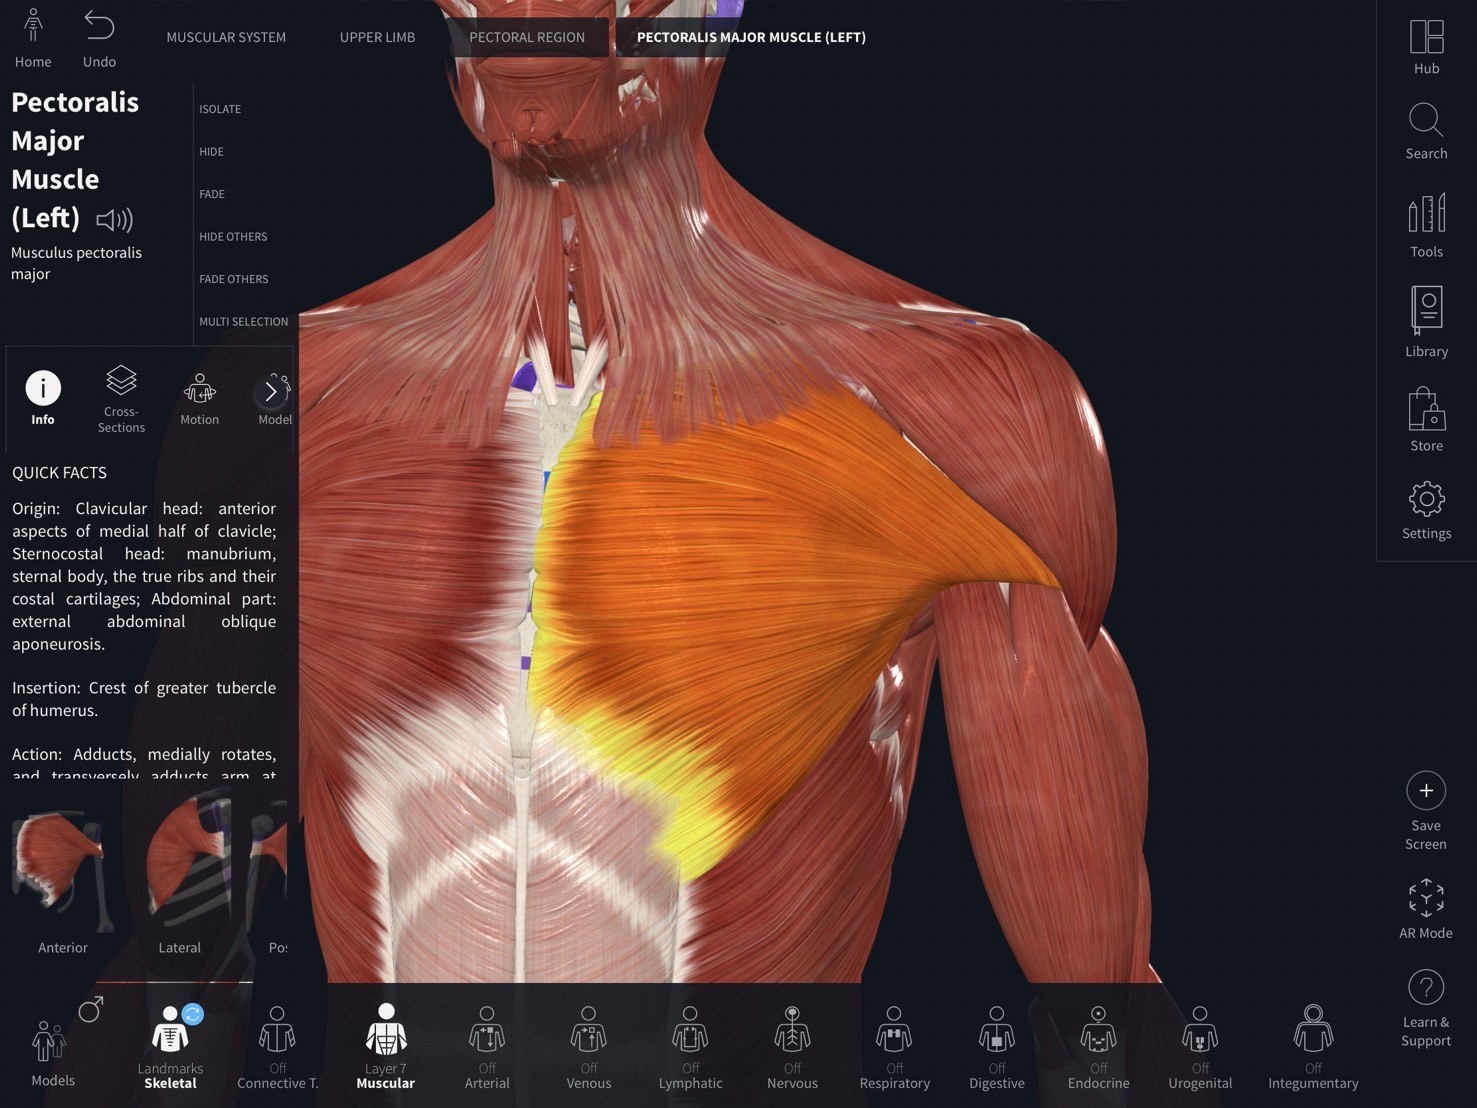 Home
Undo
MUSCULAR SYSTEM
UPPER LIMB
PECTORAL REGION
PECTORALIS MAJOR MUSCLE (LEFT)
Pectoralis
Major
Muscle
(Left)
Musculus pectoralis
major
ISOLATE
HIDE
FADE
HIDE OTHERS
FADE OTHERS
MULTI SELECTION
Info
Cross-
Sections
Motion
Model
QUICK FACTS
Origin: Clavicular head: anterior
aspects of medial half of clavicle;
Sternocostal head: manubrium,
sternal body, the true ribs and their
costal cartilages; Abdominal part:
external abdominal oblique
aponeurosis.
Insertion: Crest of greater tubercle
of humerus.
Action: Adducts, medially rotates,
and transversely adducts arm at
Anterior
Lateral
Pos
Models
Landmarks
Skeletal
Off
Connective T.
Layer 7
Muscular
Off
Arterial
Off
Venous
Off
Lymphatic
Off
Nervous
Off
Respiratory
Off
Digestive
Off
Endocrine
Off
Urogenital
Off
Integumentary
Hub
Search
Tools
Library
Store
Settings
Save
Screen
AR Mode
Learn &
Support